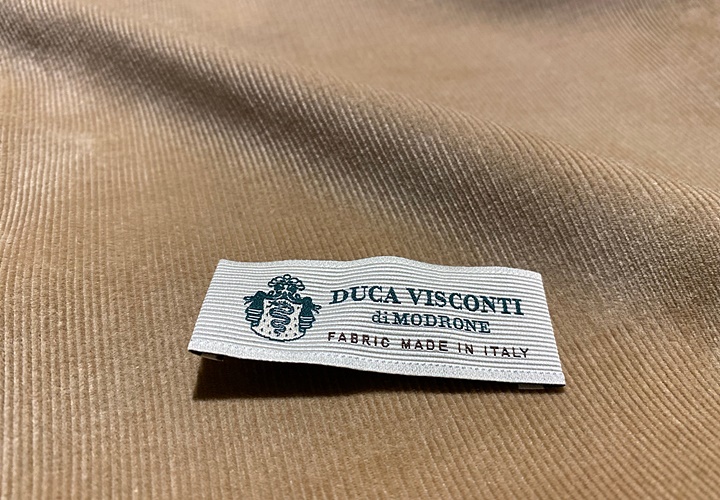 DUCA VISCONTI
di MODRONE
FABRIC MADE IN ITALY